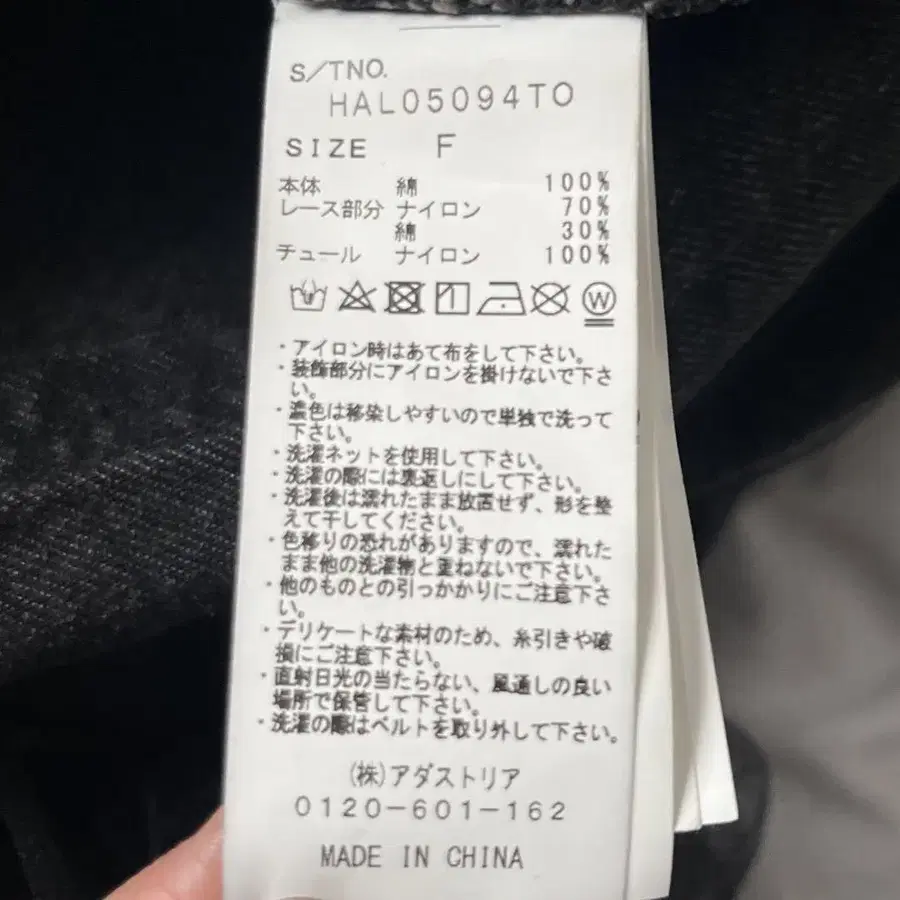 S/TNO.
HAL05094TO
SIZE F
本体 綿 100%
レース部分 ナイロン 70%
綿 30%
チュール ナイロン 100%
W
・アイロン時はあて布をして下さい。
・装飾部分にアイロンを掛けないで下さ
い。
・濃色は移染しやすいので単独で洗って
下さい。
・洗濯ネットを使用して下さい。
・洗濯の際には裏返しにして下さい。
・洗濯後は濡れたまま放置せず、形を整
えて干してください。
・色移りの恐れがありますので、濡れた
まま他の洗濯物と重ねないで下さい。
・他のものとの引っかかりにご注意下さ
い。
・デリケートな素材のため、糸引きや破
損にご注意下さい。
・直射日光の当たらない、風通しの良い
場所で保管して下さい。
・洗濯の際はベルトを取り外して下さい。
(株)アダストリア
0120-601-162
MADE IN CHINA